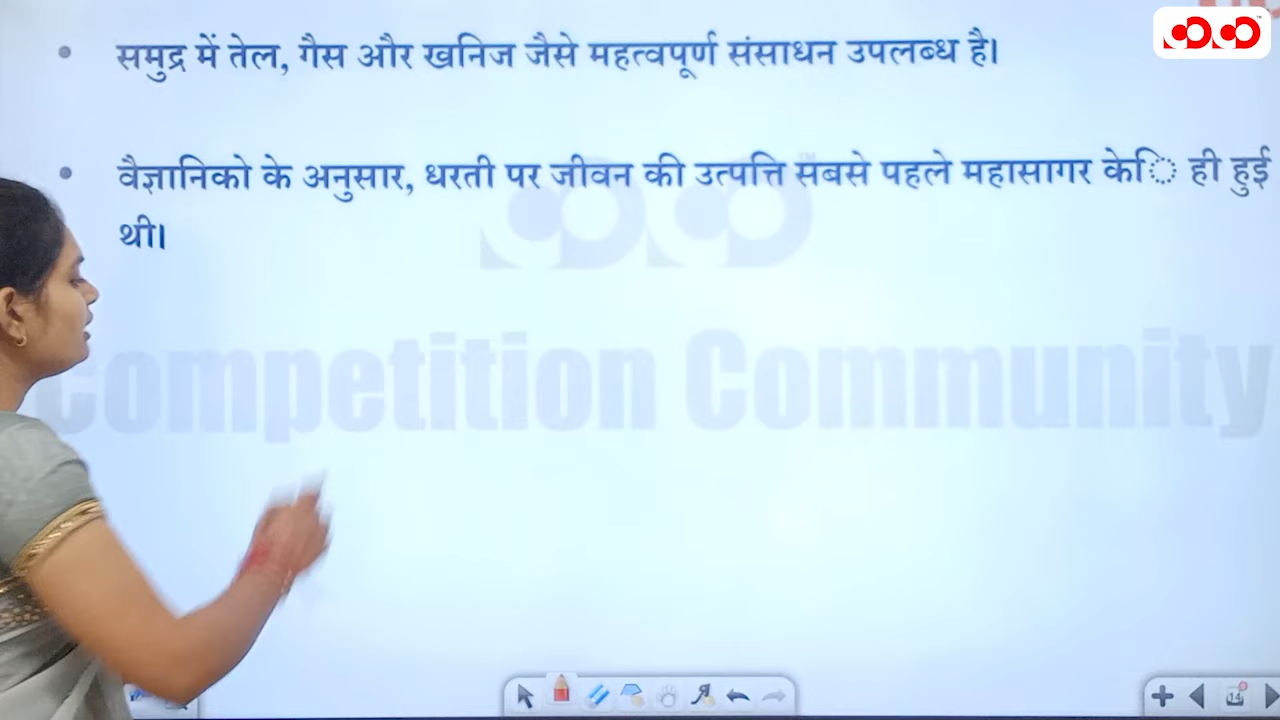 समुद्र में तेल, गैस और खनिज जैसे महत्वपूर्ण संसाधन उपलब्ध है।
वैज्ञानिको के अनुसार, धरती पर जीवन की उत्पत्ति सबसे पहले महासागर केि ही हुई
थी।
Competition Community